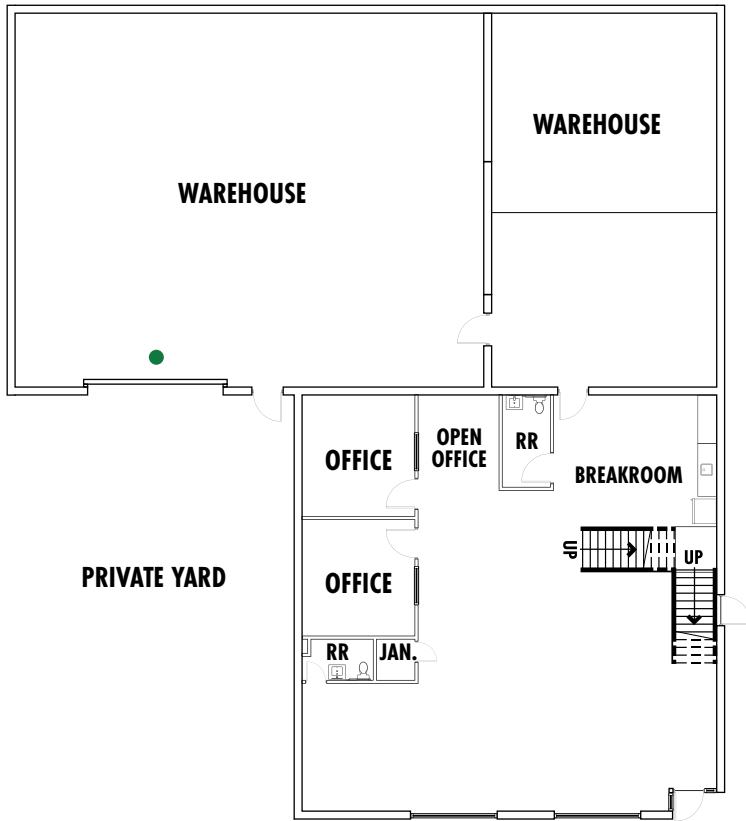 WAREHOUSE
WAREHOUSE
OPEN
OFFICE
RR
OFFICE
BREAKROOM
UP
UP
PRIVATE YARD
OFFICE
RR
JAN.